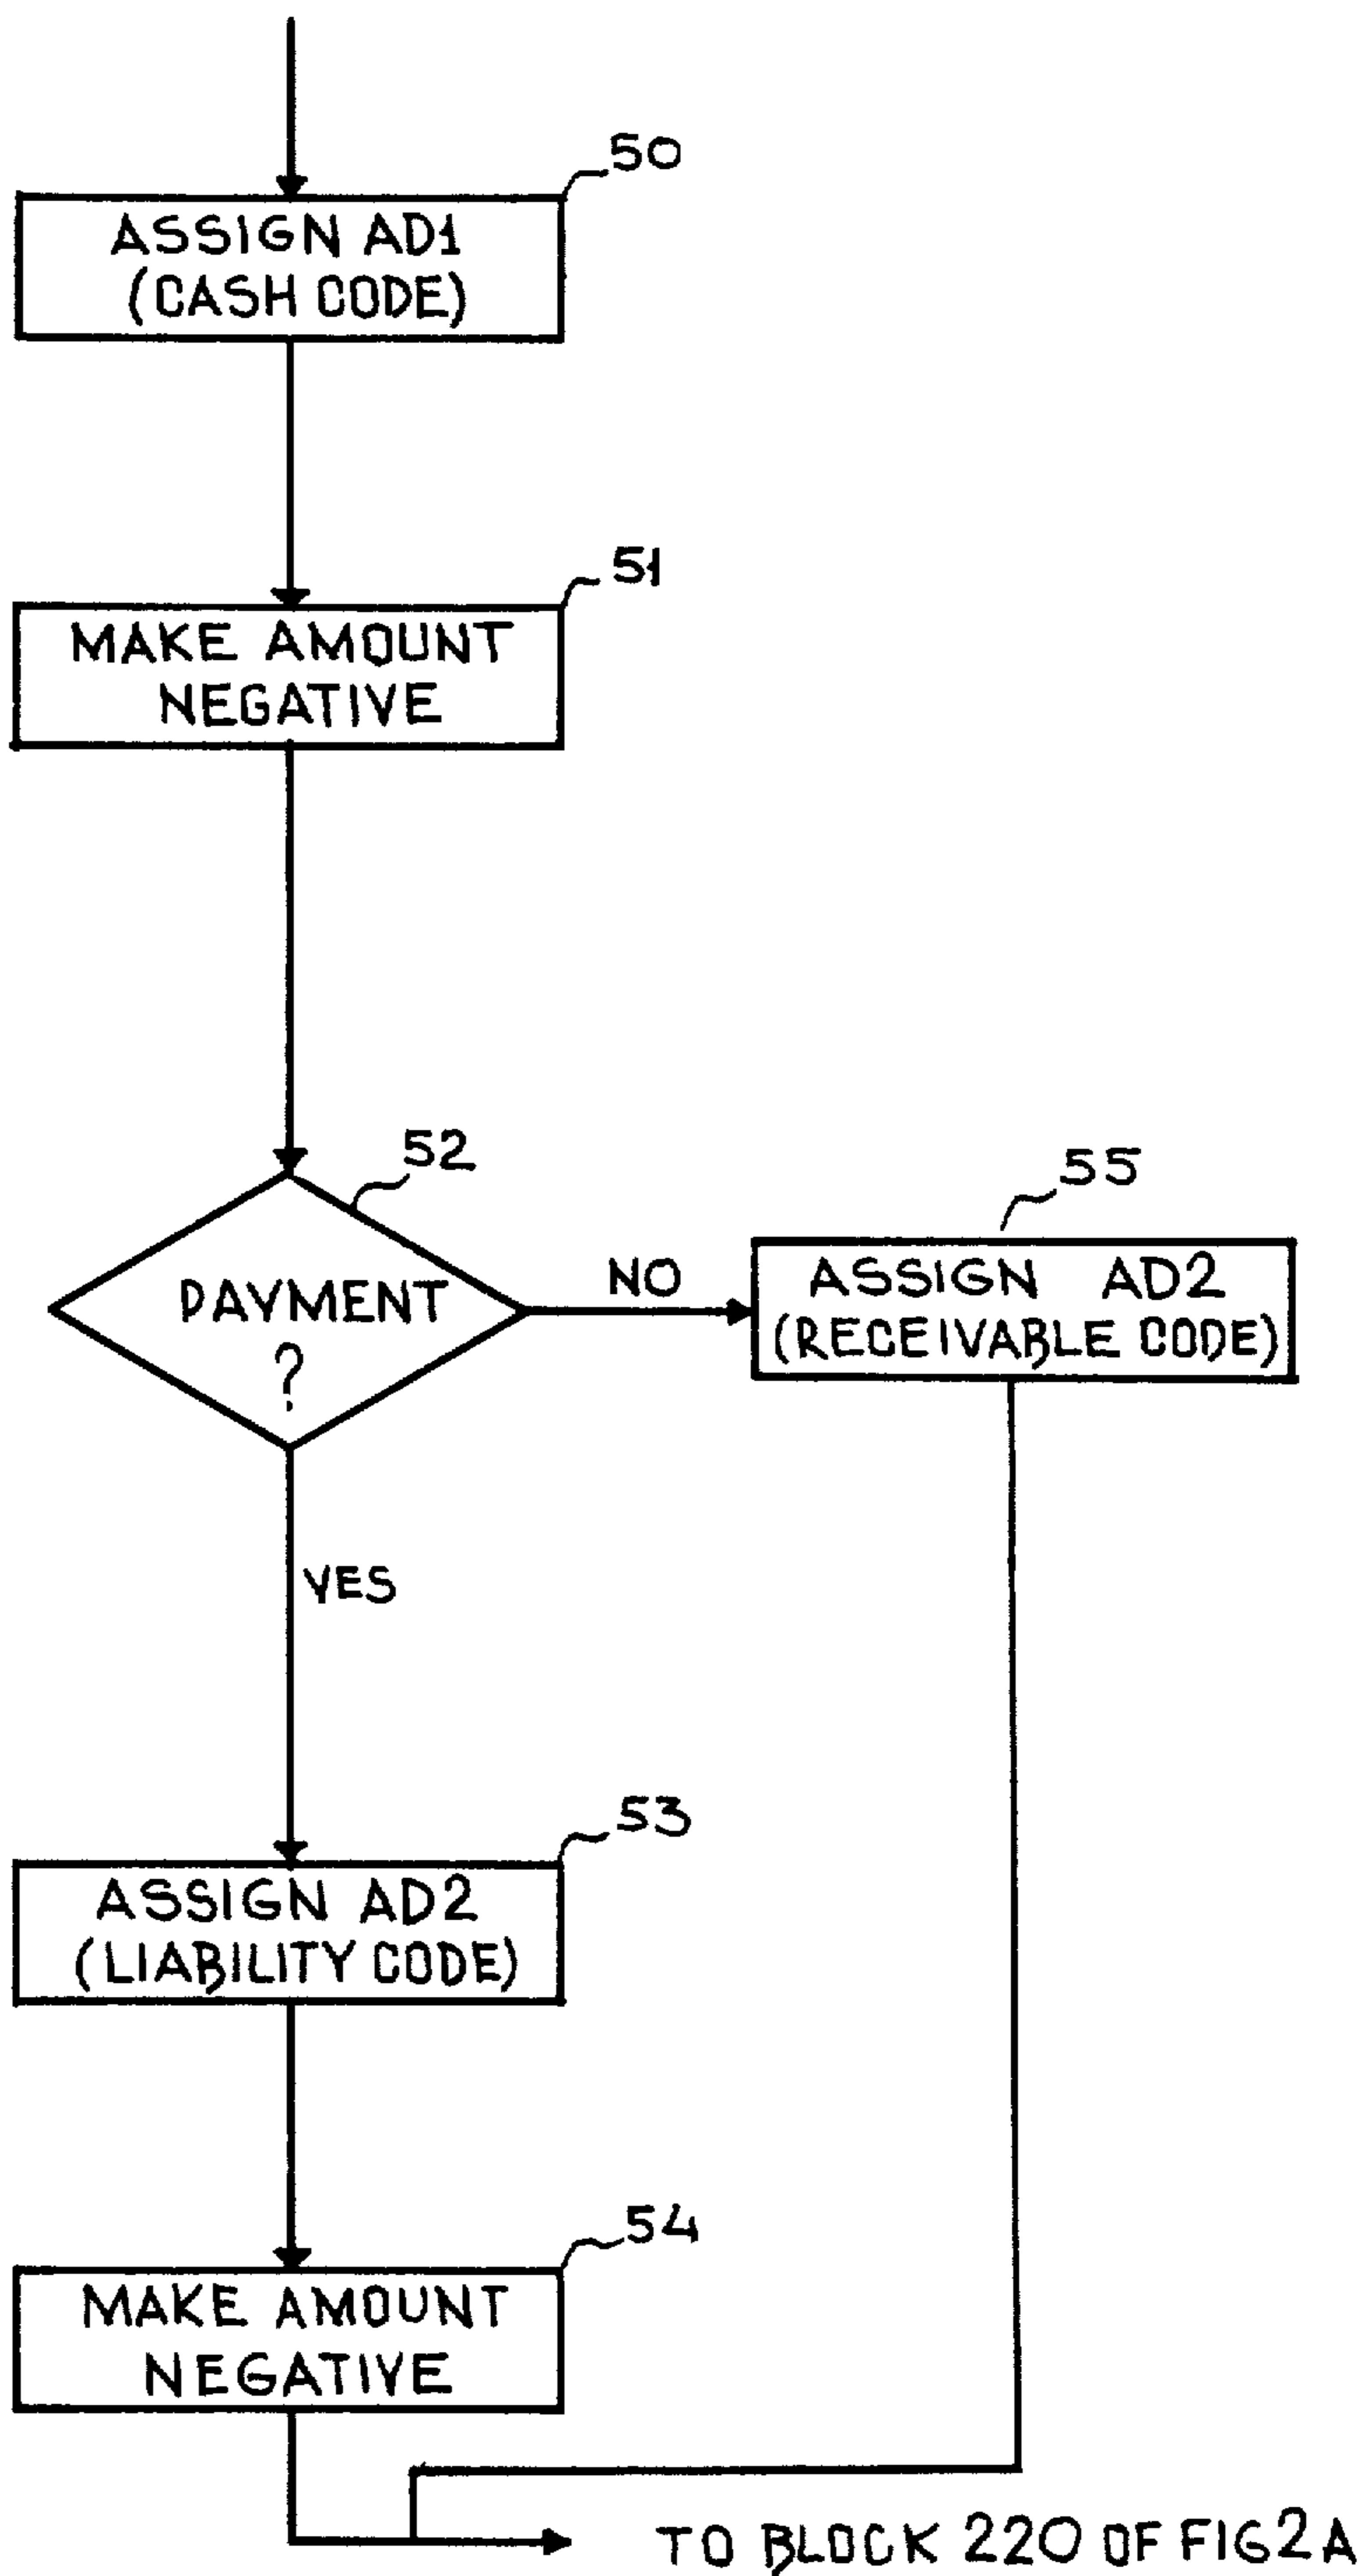 50
ASSIGN AD1
(CASH CODE)
51
MAKE AMOUNT
NEGATIVE
52
PAYMENT
?
NO
55
ASSIGN AD2
(RECEIVABLE CODE)
YES
53
ASSIGN AD2
(LIABILITY CODE)
54
MAKE AMOUNT
NEGATIVE
TO BLOCK 220 OF FIG2A